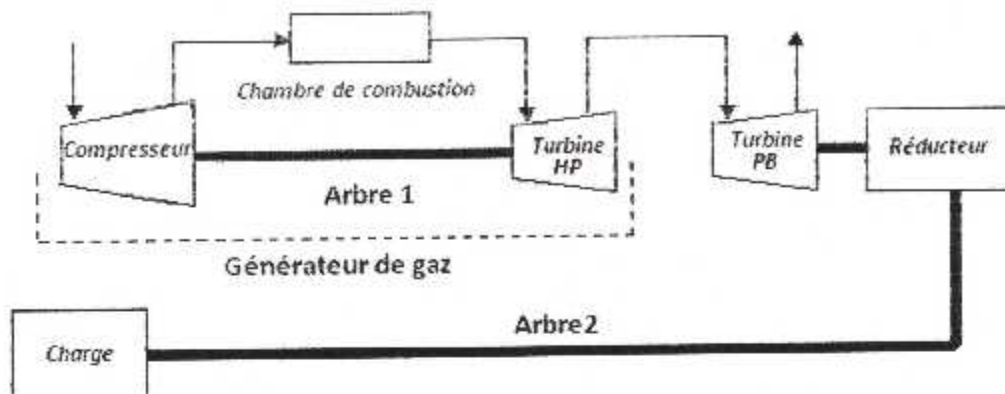 Chambre de combustion
Compresseur
Turbine
HP
Turbine
PB
Réducteur
Arbre 1
Générateur de gaz
Arbre2
Charge